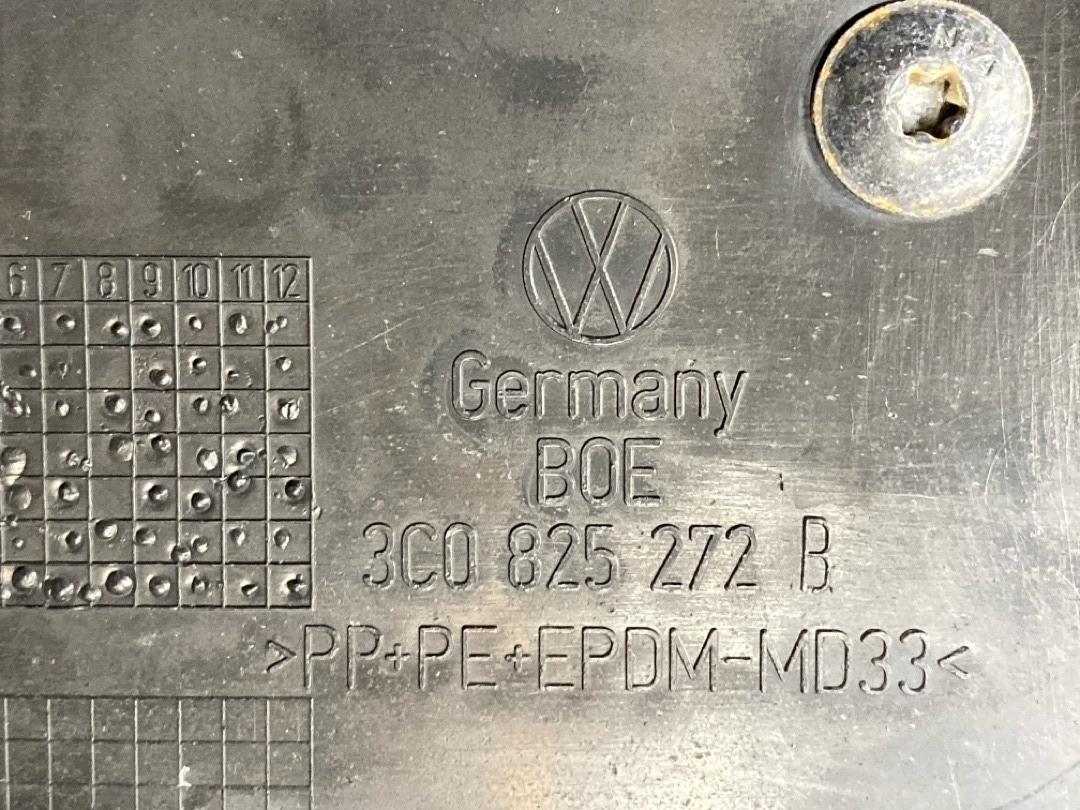 6 7 8 9 10 11 12
Germany
BOE
3C0 825 272 B
>PP+PE+EPDM-MD33<